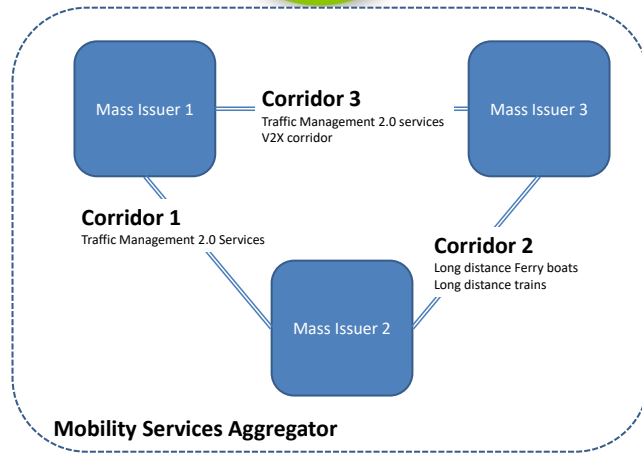 Mass Issuer 1
Corridor 3
Traffic Management 2.0 services
V2X corridor
Mass Issuer 3
Corridor 1
Traffic Management 2.0 Services
Corridor 2
Long distance Ferry boats
Long distance trains
Mass Issuer 2
Mobility Services Aggregator